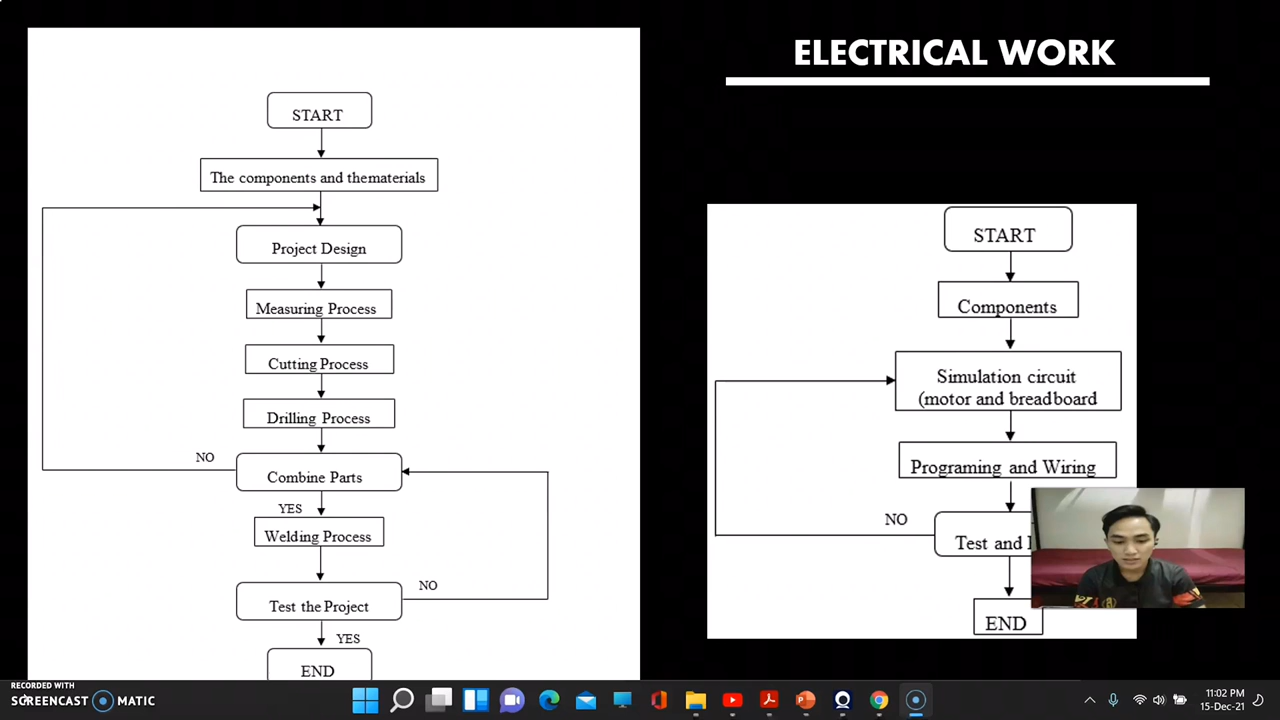 ELECTRICAL WORK
START
The components and thematerials
Project Design
Measuring Process
Cutting Process
Drilling Process
NO
Combine Parts
YES
Welding Process
NO
Test the Project
YES
END
START
Components
Simulation circuit
(motor and breadboard
Programing and Wiring
NO
Test and
END
RECORDED WITH
SCREENCAST MATIC
11:02 PM
15-Dec-21